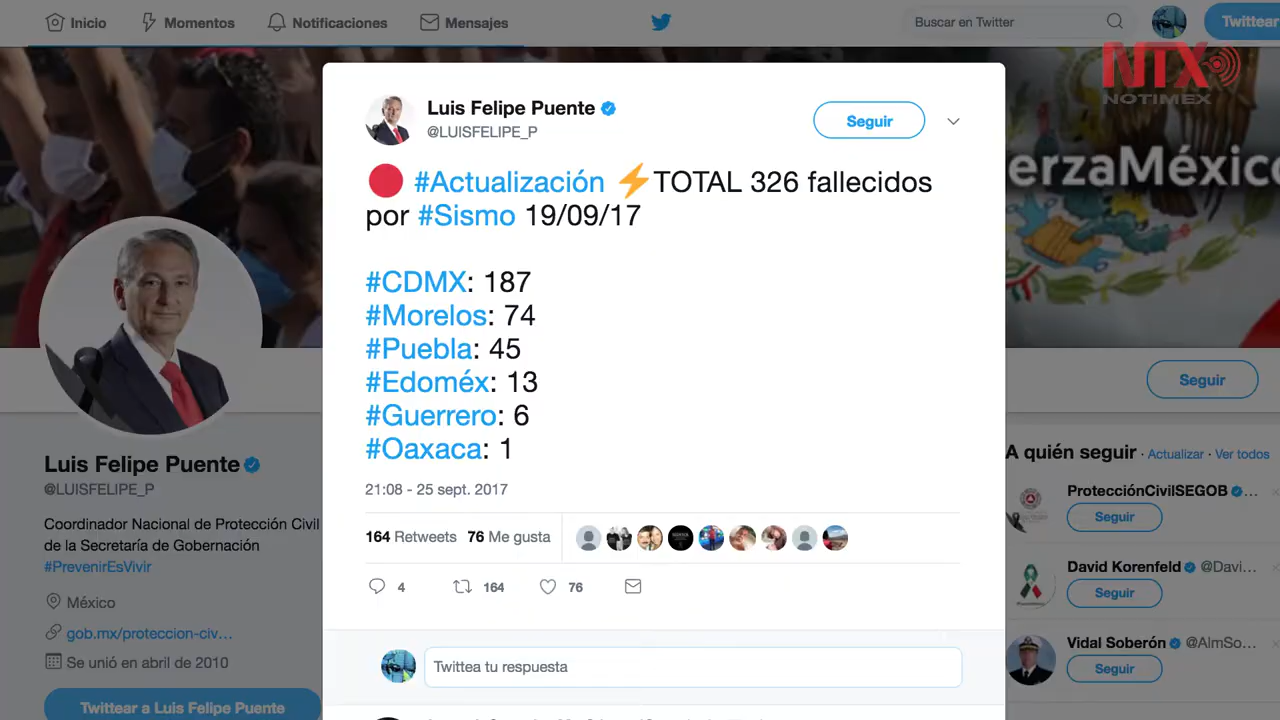 Inicio
Momentos
Notificaciones
Mensajes
Buscar en Twitter
Twittear
NTX
NOTIMEX
Luis Felipe Puente
@LUISFELIPE_P
Seguir
#Actualización ⚡TOTAL 326 fallecidos
por #Sismo 19/09/17
#CDMX: 187
#Morelos: 74
#Puebla: 45
#Edoméx: 13
#Guerrero: 6
#Oaxaca: 1
21:08 - 25 sept. 2017
164 Retweets 76 Me gusta
4 164 76
Twittea tu respuesta
Luis Felipe Puente
@LUISFELIPE_P
Coordinador Nacional de Protección Civil
de la Secretaría de Gobernación
#PrevenirEsVivir
México
gob.mx/proteccion-civ…
Se unió en abril de 2010
Twittear a Luis Felipe Puente
erzaMéxico
Seguir
A quién seguir · Actualizar · Ver todos
ProtecciónCivilSEGOB …
Seguir
David Korenfeld @Davi…
Seguir
Vidal Soberón @AlmSo…
Seguir